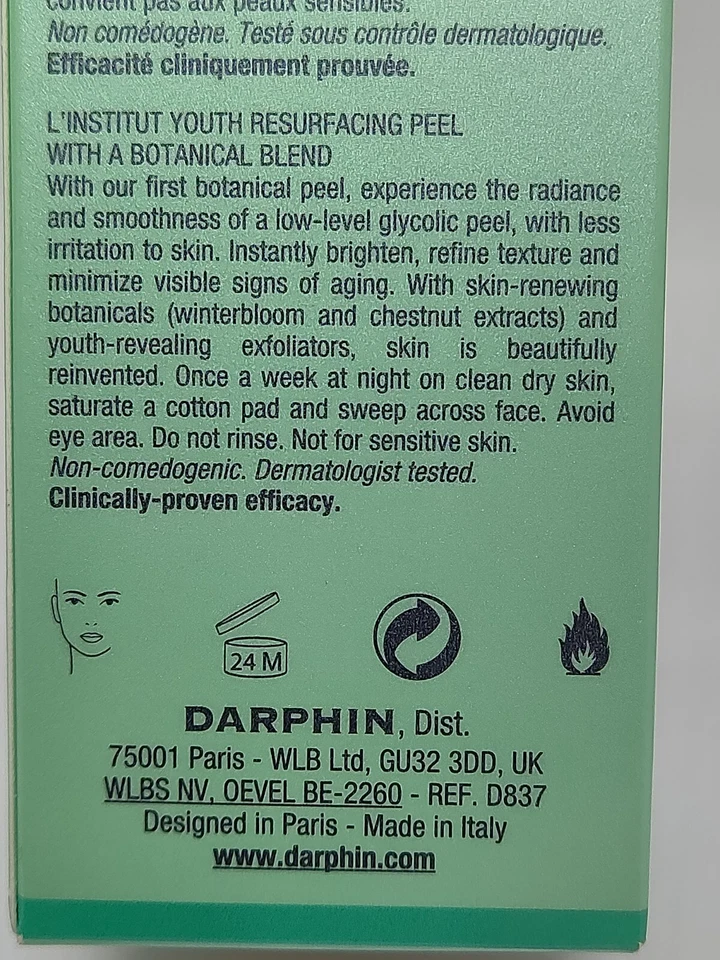 Convient pas aux peaux sensibles.
Non comédogène. Testé sous contrôle dermatologique.
Efficacité cliniquement prouvée.
L'INSTITUT YOUTH RESURFACING PEEL
WITH A BOTANICAL BLEND
With our first botanical peel, experience the radiance
and smoothness of a low-level glycolic peel, with less
irritation to skin. Instantly brighten, refine texture and
minimize visible signs of aging. With skin-renewing
botanicals (winterbloom and chestnut extracts) and
youth-revealing exfoliators, skin is beautifully
reinvented. Once a week at night on clean dry skin,
saturate a cotton pad and sweep across face. Avoid
eye area. Do not rinse. Not for sensitive skin.
Non-comedogenic. Dermatologist tested.
Clinically-proven efficacy.
24 M
DARPHIN, Dist.
75001 Paris - WLB Ltd, GU32 3DD, UK
WLBS NV, OEVEL BE-2260 - REF. D837
Designed in Paris - Made in Italy
www.darphin.com